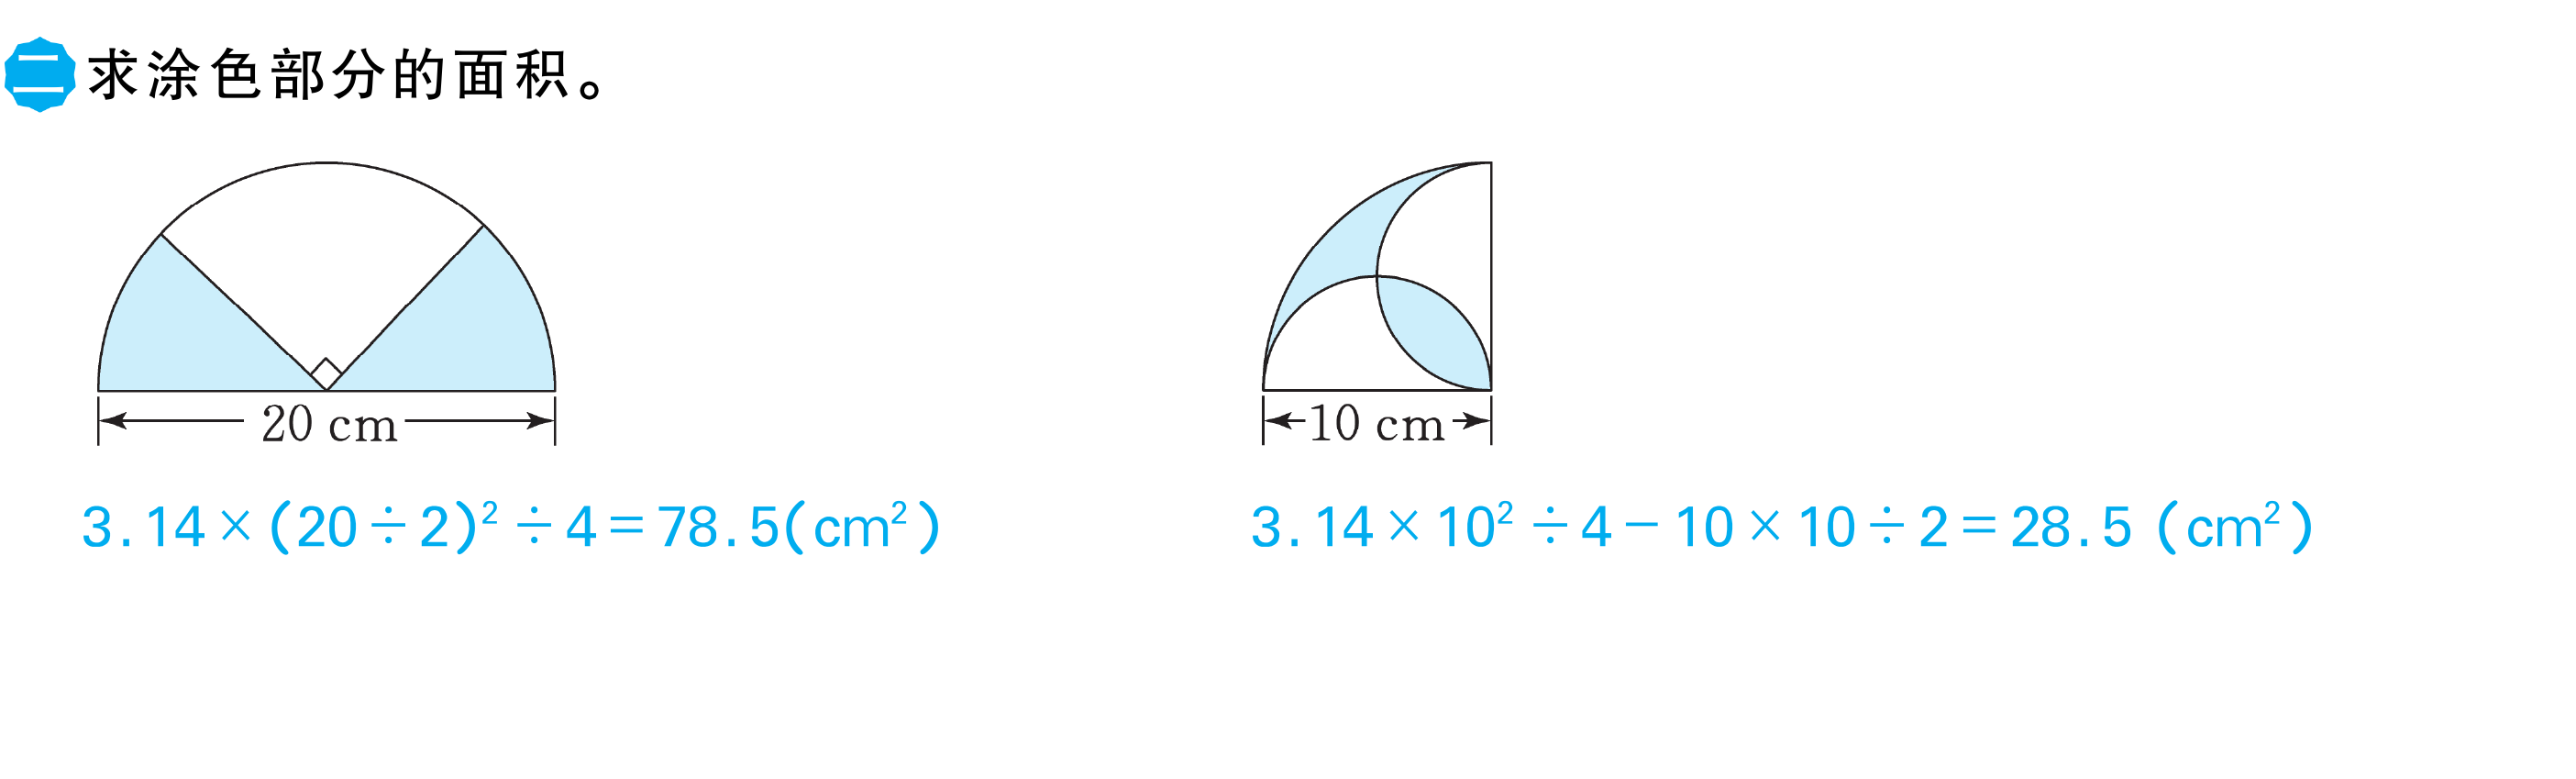 二 求涂色部分的面积。
20 cm
10 cm
3.14×(20÷2)²÷4=78.5(cm²)
3.14×10²÷4-10×10÷2=28.5 (cm²)